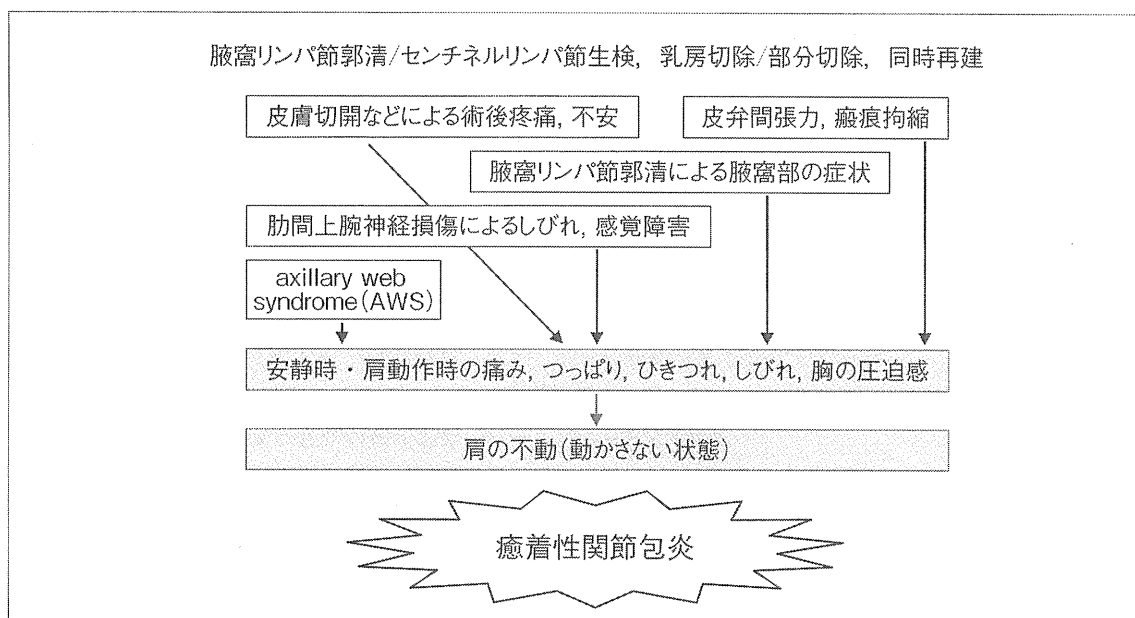 腋窩リンパ節郭清/センチネルリンパ節生検，乳房切除/部分切除，同時再建
皮膚切開などによる術後疼痛，不安
皮弁間張力，瘢痕拘縮
腋窩リンパ節郭清による腋窩部の症状
肋間上腕神経損傷によるしびれ，感覚障害
axillary web
syndrome(AWS)
安静時・肩動作時の痛み，つっぱり，ひきつれ，しびれ，胸の圧迫感
肩の不動(動かさない状態)
癒着性関節包炎